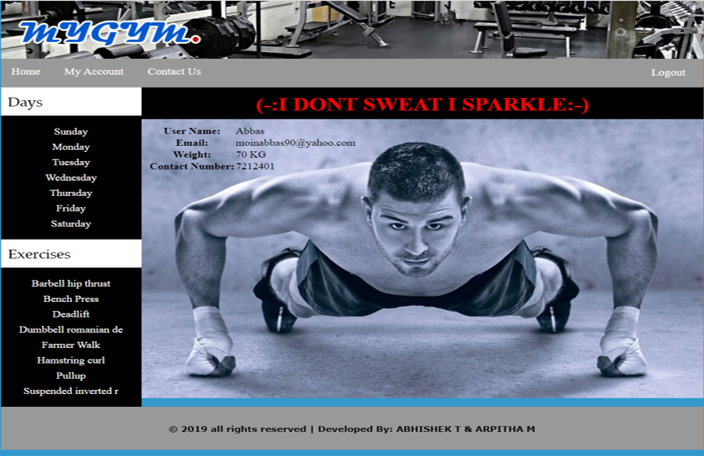 MYGYM.
Home My Account Contact Us Logout
Days
(-:I DONT SWEAT I SPARKLE:-)
Sunday
Monday
Tuesday
Wednesday
Thursday
Friday
Saturday
User Name: Abbas
Email: moinabbas90@yahoo.com
Weight: 70 KG
Contact Number: 7212401
Exercises
Barbell hip thrust
Bench Press
Deadlift
Dumbbell romanian de
Farmer Walk
Hamstring curl
Pullup
Suspended inverted r
© 2019 all rights reserved | Developed By: ABHISHEK T & ARPITHA M